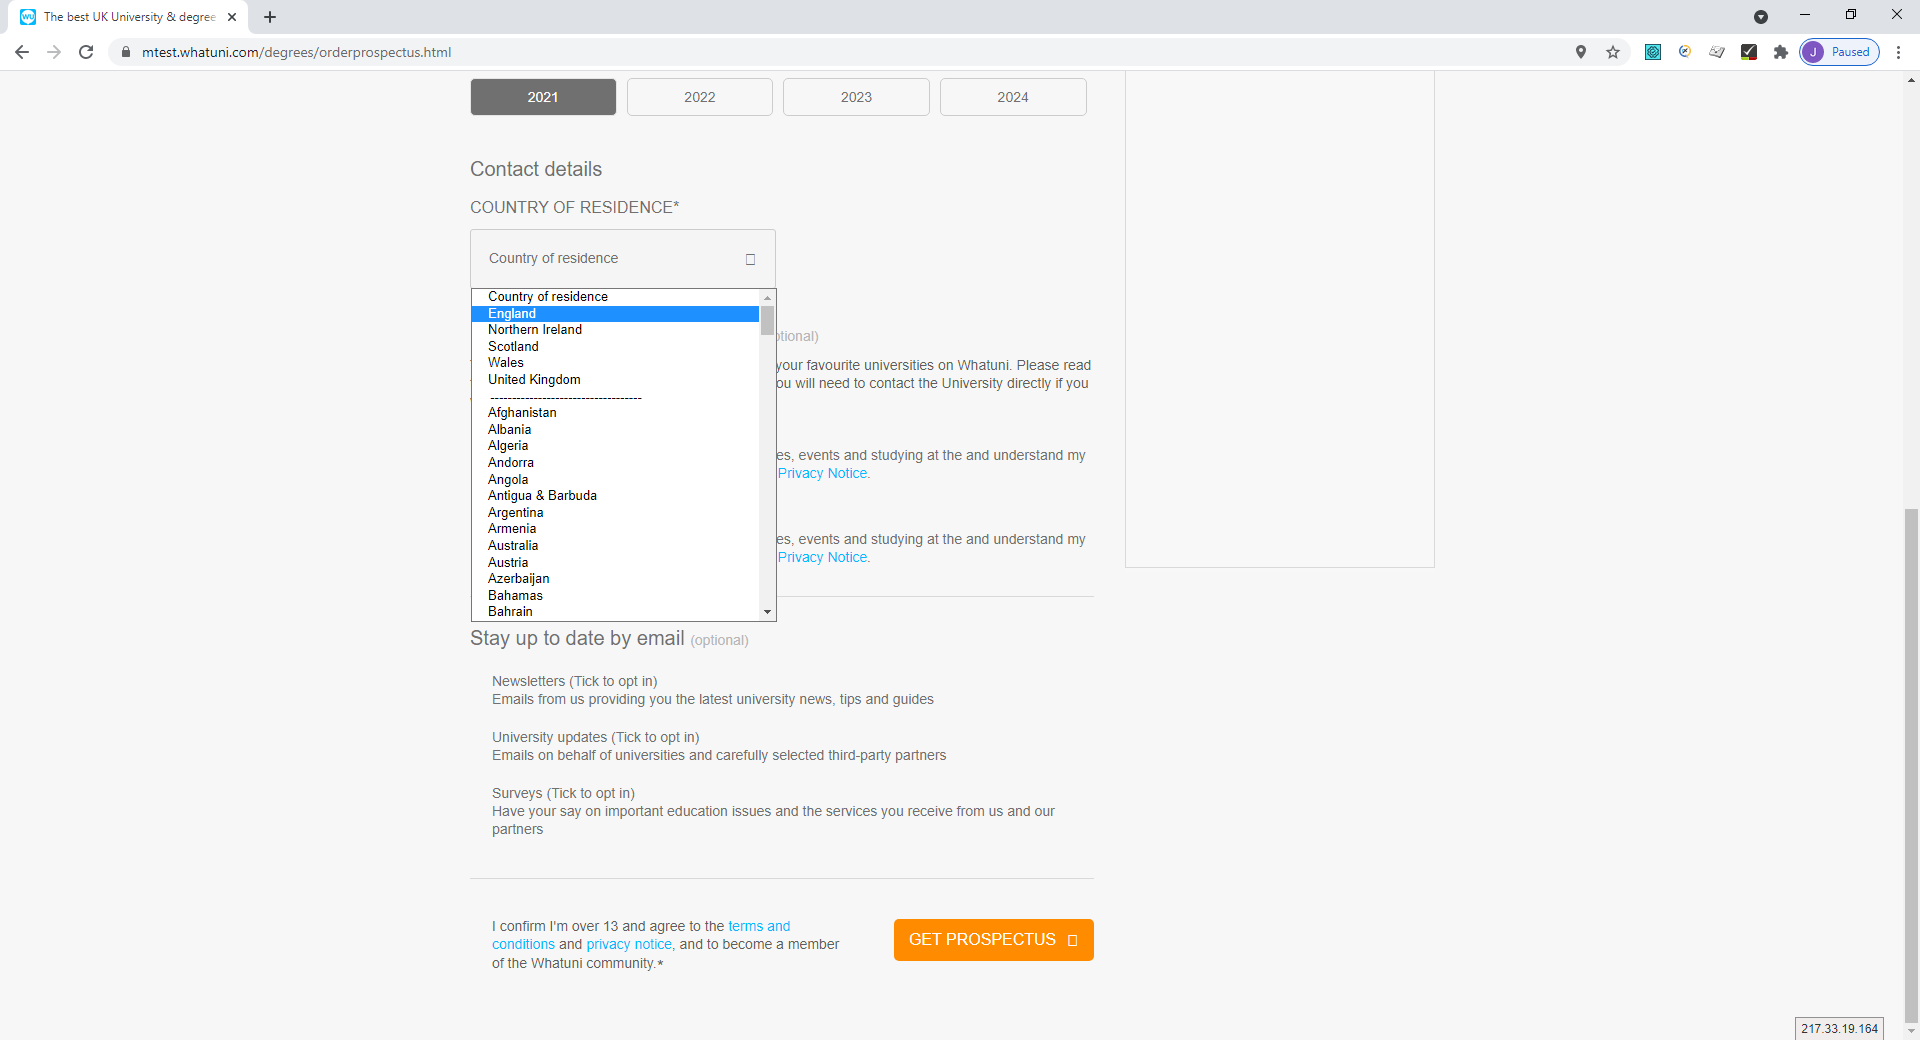 The best UK University & degree
mtest.whatuni.com/degrees/orderprospectus.html
J Paused
2021 2022 2023 2024
Contact details
COUNTRY OF RESIDENCE*
Country of residence
Country of residence
England
Northern Ireland
Scotland
Wales
United Kingdom
-----------------------------------
Afghanistan
Albania
Algeria
Andorra
Angola
Antigua & Barbuda
Argentina
Armenia
Australia
Austria
Azerbaijan
Bahamas
Bahrain
tional)
your favourite universities on Whatuni. Please read
ou will need to contact the University directly if you
es, events and studying at the and understand my
Privacy Notice.
es, events and studying at the and understand my
Privacy Notice.
Stay up to date by email (optional)
Newsletters (Tick to opt in)
Emails from us providing you the latest university news, tips and guides
University updates (Tick to opt in)
Emails on behalf of universities and carefully selected third-party partners
Surveys (Tick to opt in)
Have your say on important education issues and the services you receive from us and our
partners
I confirm I'm over 13 and agree to the terms and
conditions and privacy notice, and to become a member
of the Whatuni community.*
GET PROSPECTUS
217.33.19.164